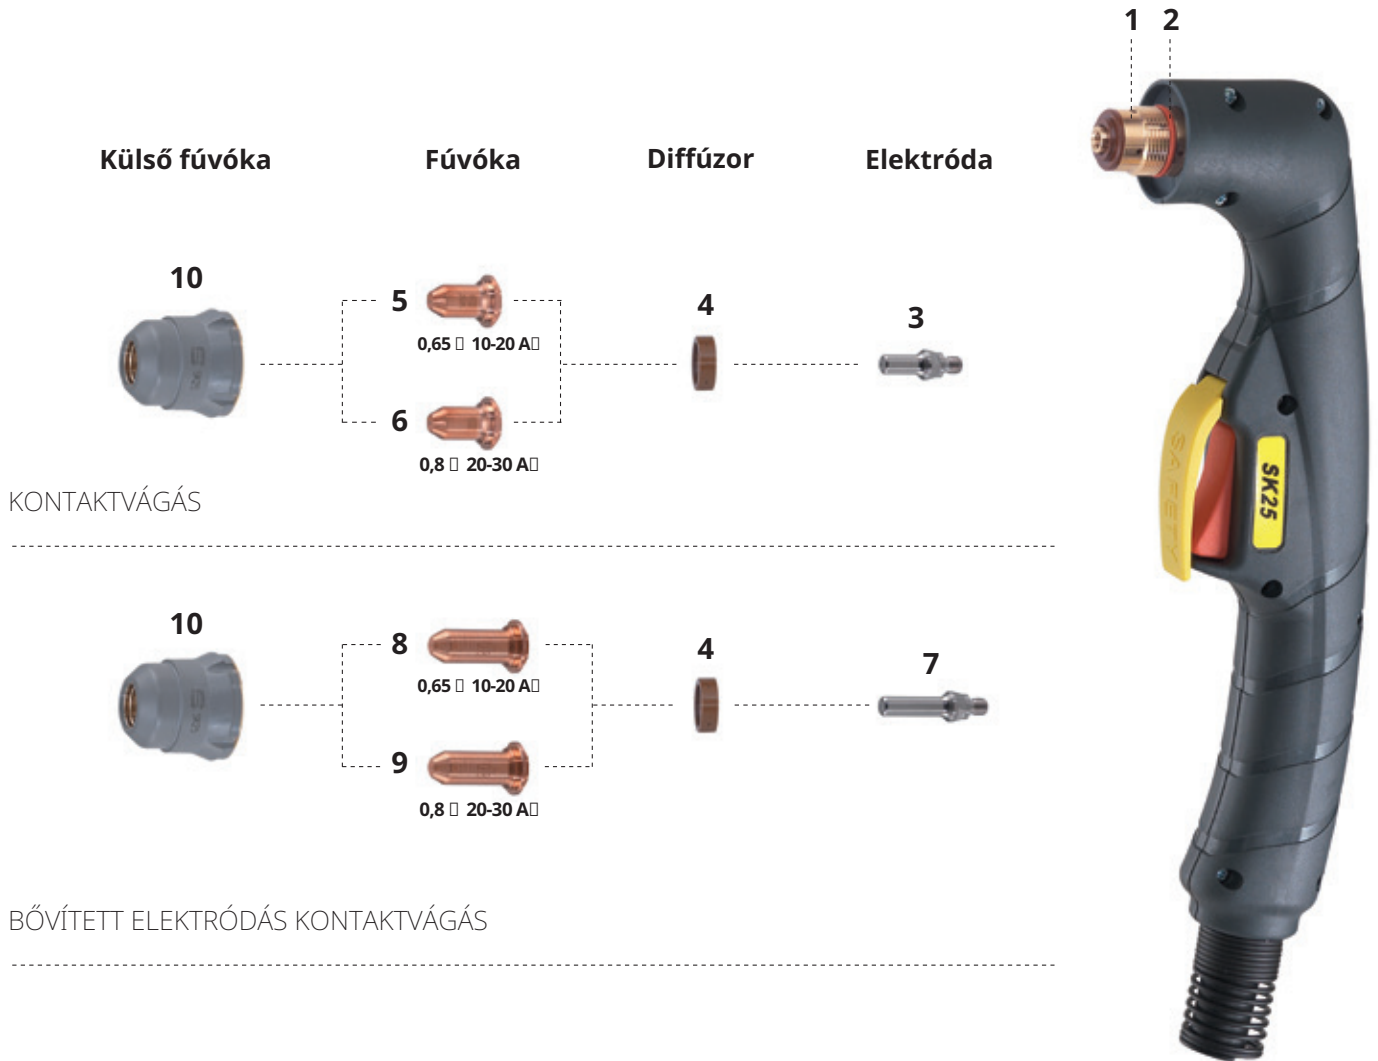 1 2
Külső fúvóka Fúvóka Diffúzor Elektróda
10
5
0,65 ▯ 10-20 A▯
6
0,8 ▯ 20-30 A▯
4
3
KONTAKTVÁGÁS
10
8
0,65 ▯ 10-20 A▯
9
0,8 ▯ 20-30 A▯
4
7
BŐVÍTETT ELEKTRÓDÁS KONTAKTVÁGÁS
SAFETY
SK25